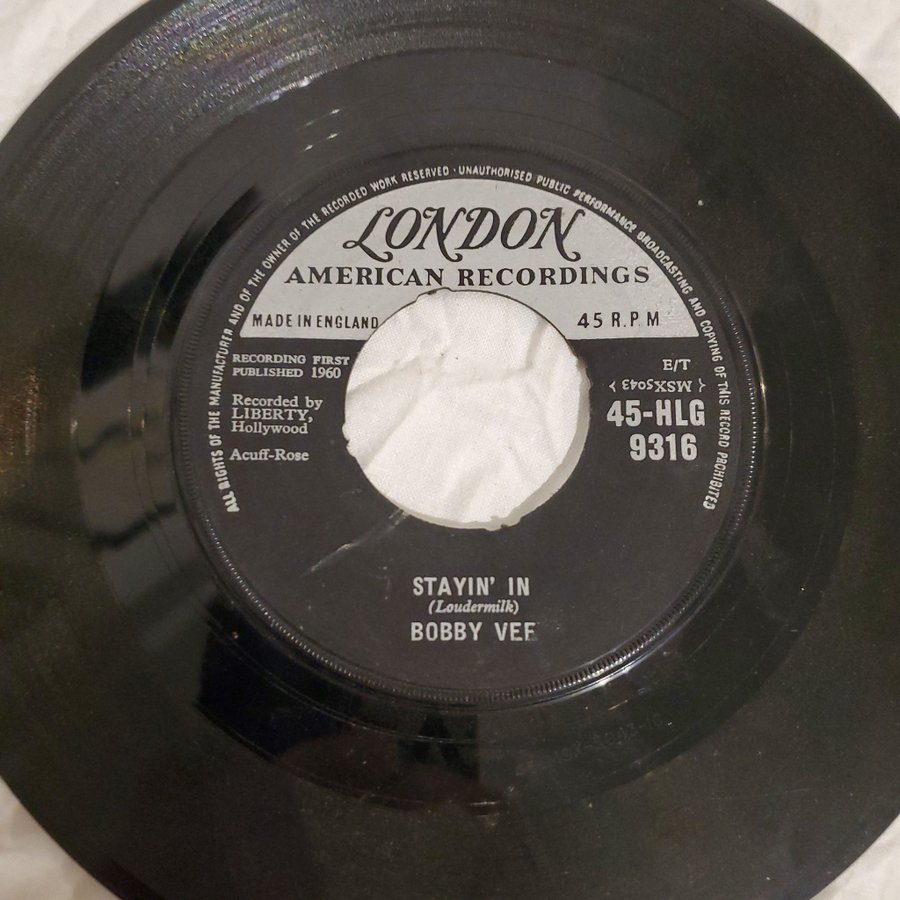 ALL RIGHTS OF THE MANUFACTURER AND OF THE OWNER OF THE RECORDED WORK RESERVED · UNAUTHORISED PUBLIC PERFORMANCE BROADCASTING AND COPYING OF THIS RECORD PROHIBITED
LONDON
AMERICAN RECORDINGS
MADE IN ENGLAND
45 R.P.M
RECORDING FIRST
PUBLISHED 1960
Recorded by
LIBERTY,
Hollywood
Acuff-Rose
E/T
MSX5043
45-HLG
9316
STAYIN' IN
(Loudermilk)
BOBBY VEE